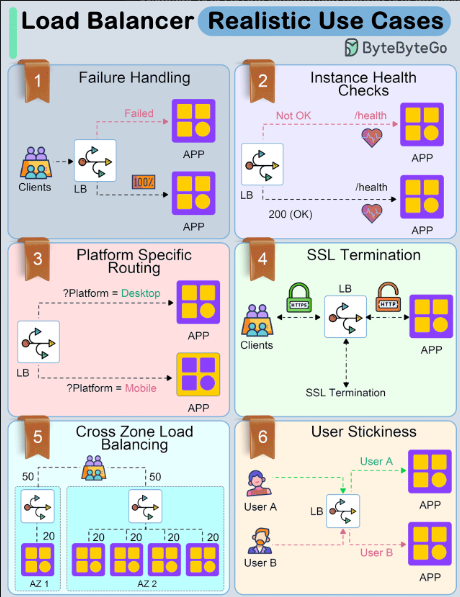 Load Balancer Realistic Use Cases
ByteByteGo
1
Failure Handling
Failed
APP
Clients
LB
100%
APP
2
Instance Health
Checks
Not OK
/health
APP
LB
/health
200 (OK)
APP
3
Platform Specific
Routing
?Platform = Desktop
APP
LB
?Platform = Mobile
APP
4
SSL Termination
LB
HTTPS
HTTP
Clients
APP
SSL Termination
5
Cross Zone Load
Balancing
50
50
20
20
20
20
20
AZ 1
AZ 2
6
User Stickiness
User A
User A
APP
LB
User B
User B
APP